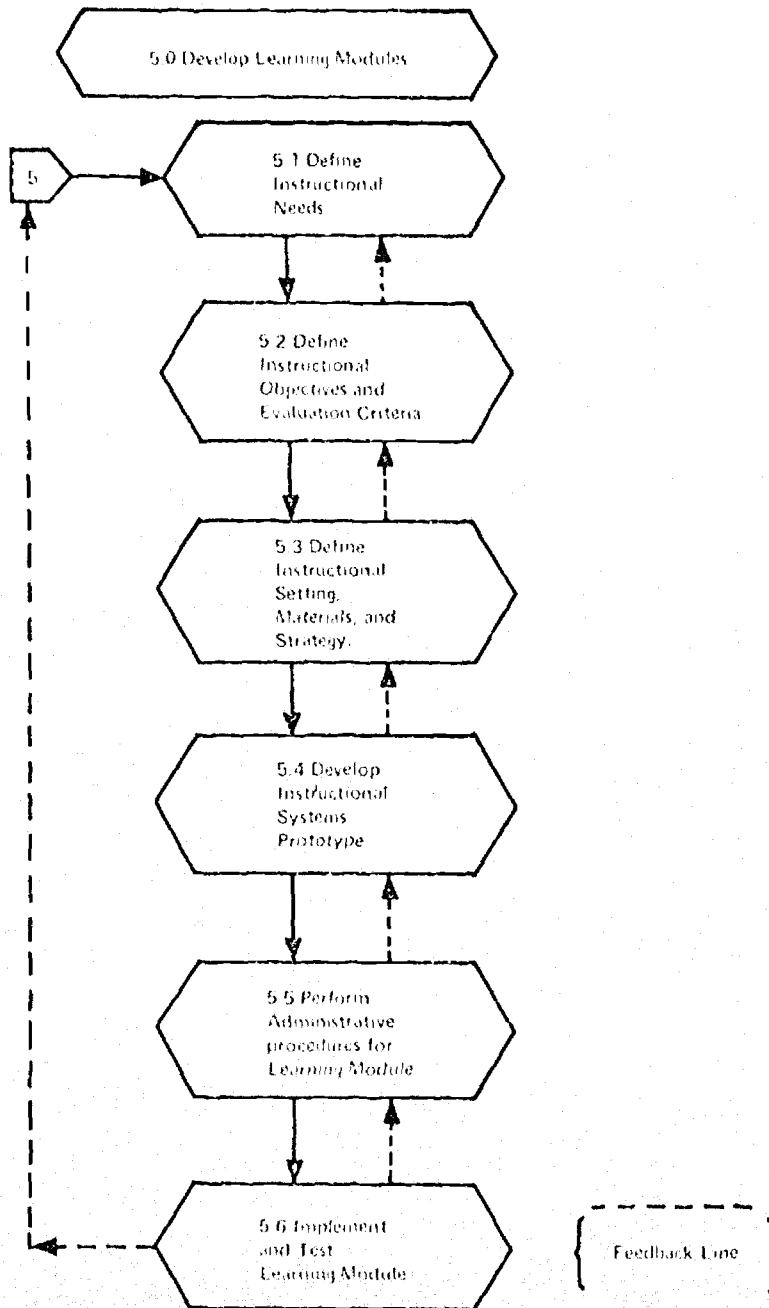 5.0 Develop Learning Modules
5
5.1 Define
Instructional
Needs
5.2 Define
Instructional
Objectives and
Evaluation Criteria
5.3 Define
Instructional
Setting,
Materials, and
Strategy.
5.4 Develop
Instructional
Systems
Prototype
5.5 Perform
Administrative
procedures for
Learning Module
5.6 Implement
and Test
Learning Module
Feedback Line